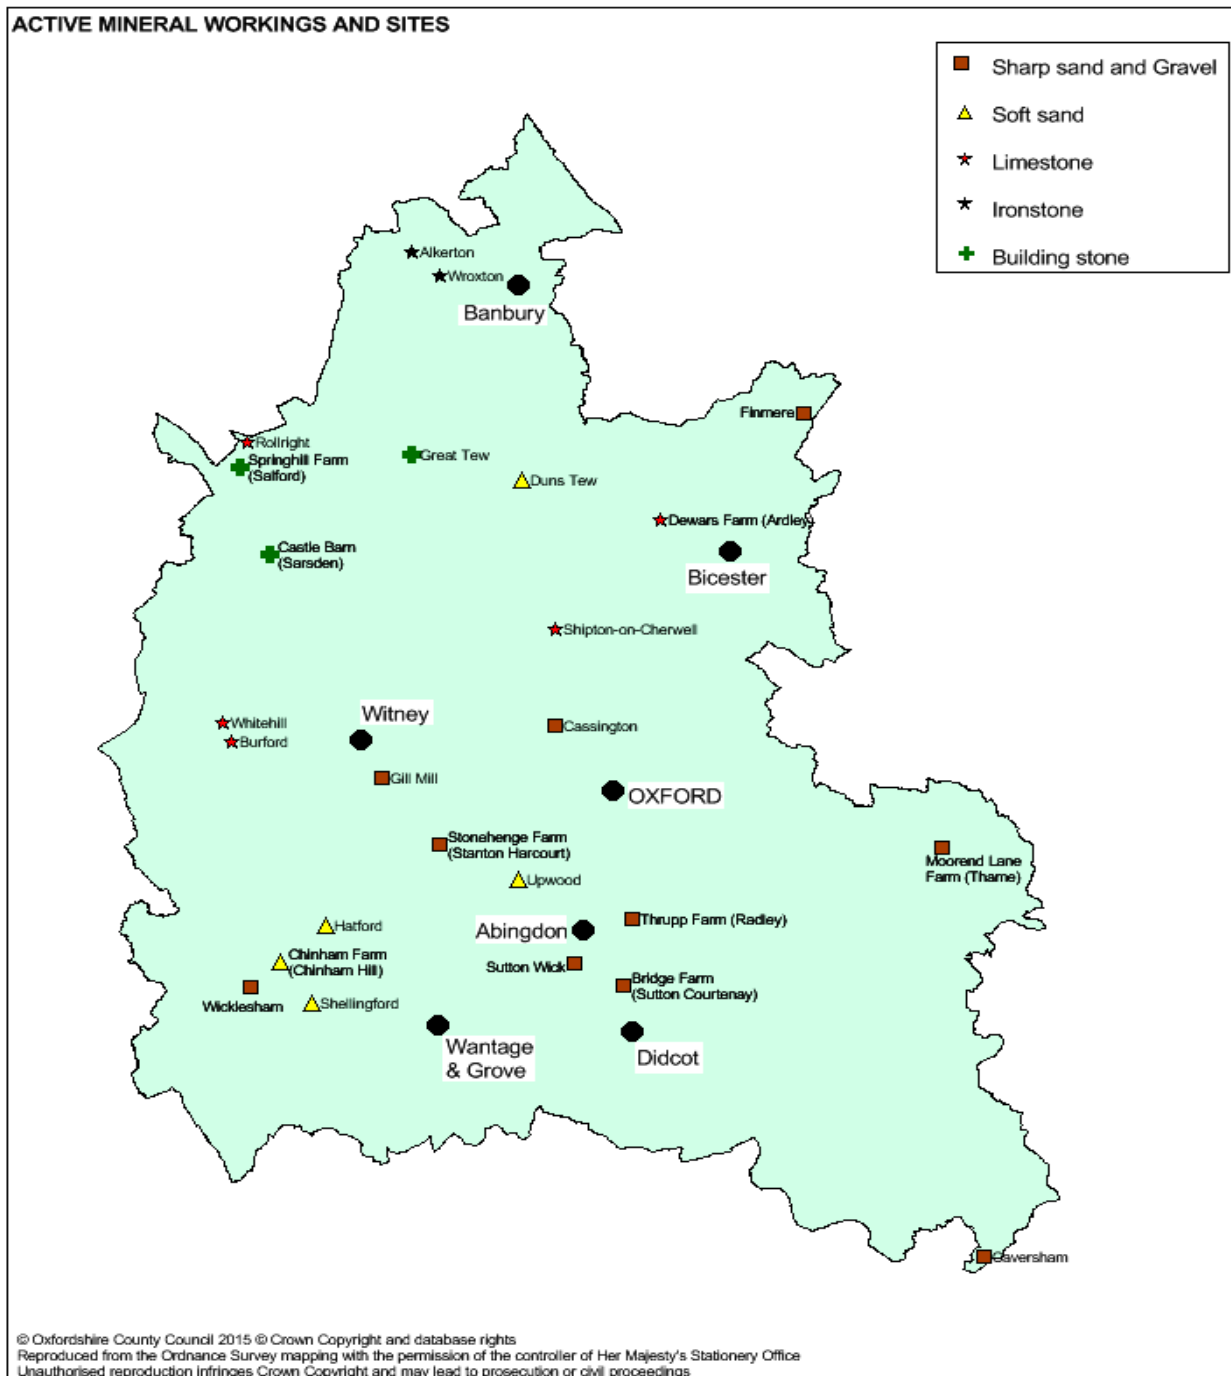 ACTIVE MINERAL WORKINGS AND SITES
Sharp sand and Gravel
Soft sand
Limestone
Ironstone
Building stone
Alkerton
Wroxton
Banbury
Finmere
Rollright
Springhill Farm
(Salford)
Great Tew
Duns Tew
Dewars Farm (Ardley)
Castle Barn
(Sarsden)
Bicester
Shipton-on-Cherwell
Witney
Whitehill
Burford
Cassington
Gill Mill
OXFORD
Stonehenge Farm
(Stanton Harcourt)
Moorend Lane
Farm (Thame)
Upwood
Hatford
Abingdon
Thrupp Farm (Radley)
Chinham Farm
(Chinham Hill)
Sutton Wick
Bridge Farm
(Sutton Courtenay)
Wicklesham
Shellingford
Wantage
& Grove
Didcot
Caversham
© Oxfordshire County Council 2015 © Crown Copyright and database rights
Reproduced from the Ordnance Survey mapping with the permission of the controller of Her Majesty's Stationery Office
Unauthorised reproduction infringes Crown Copyright and may lead to prosecution or civil proceedings